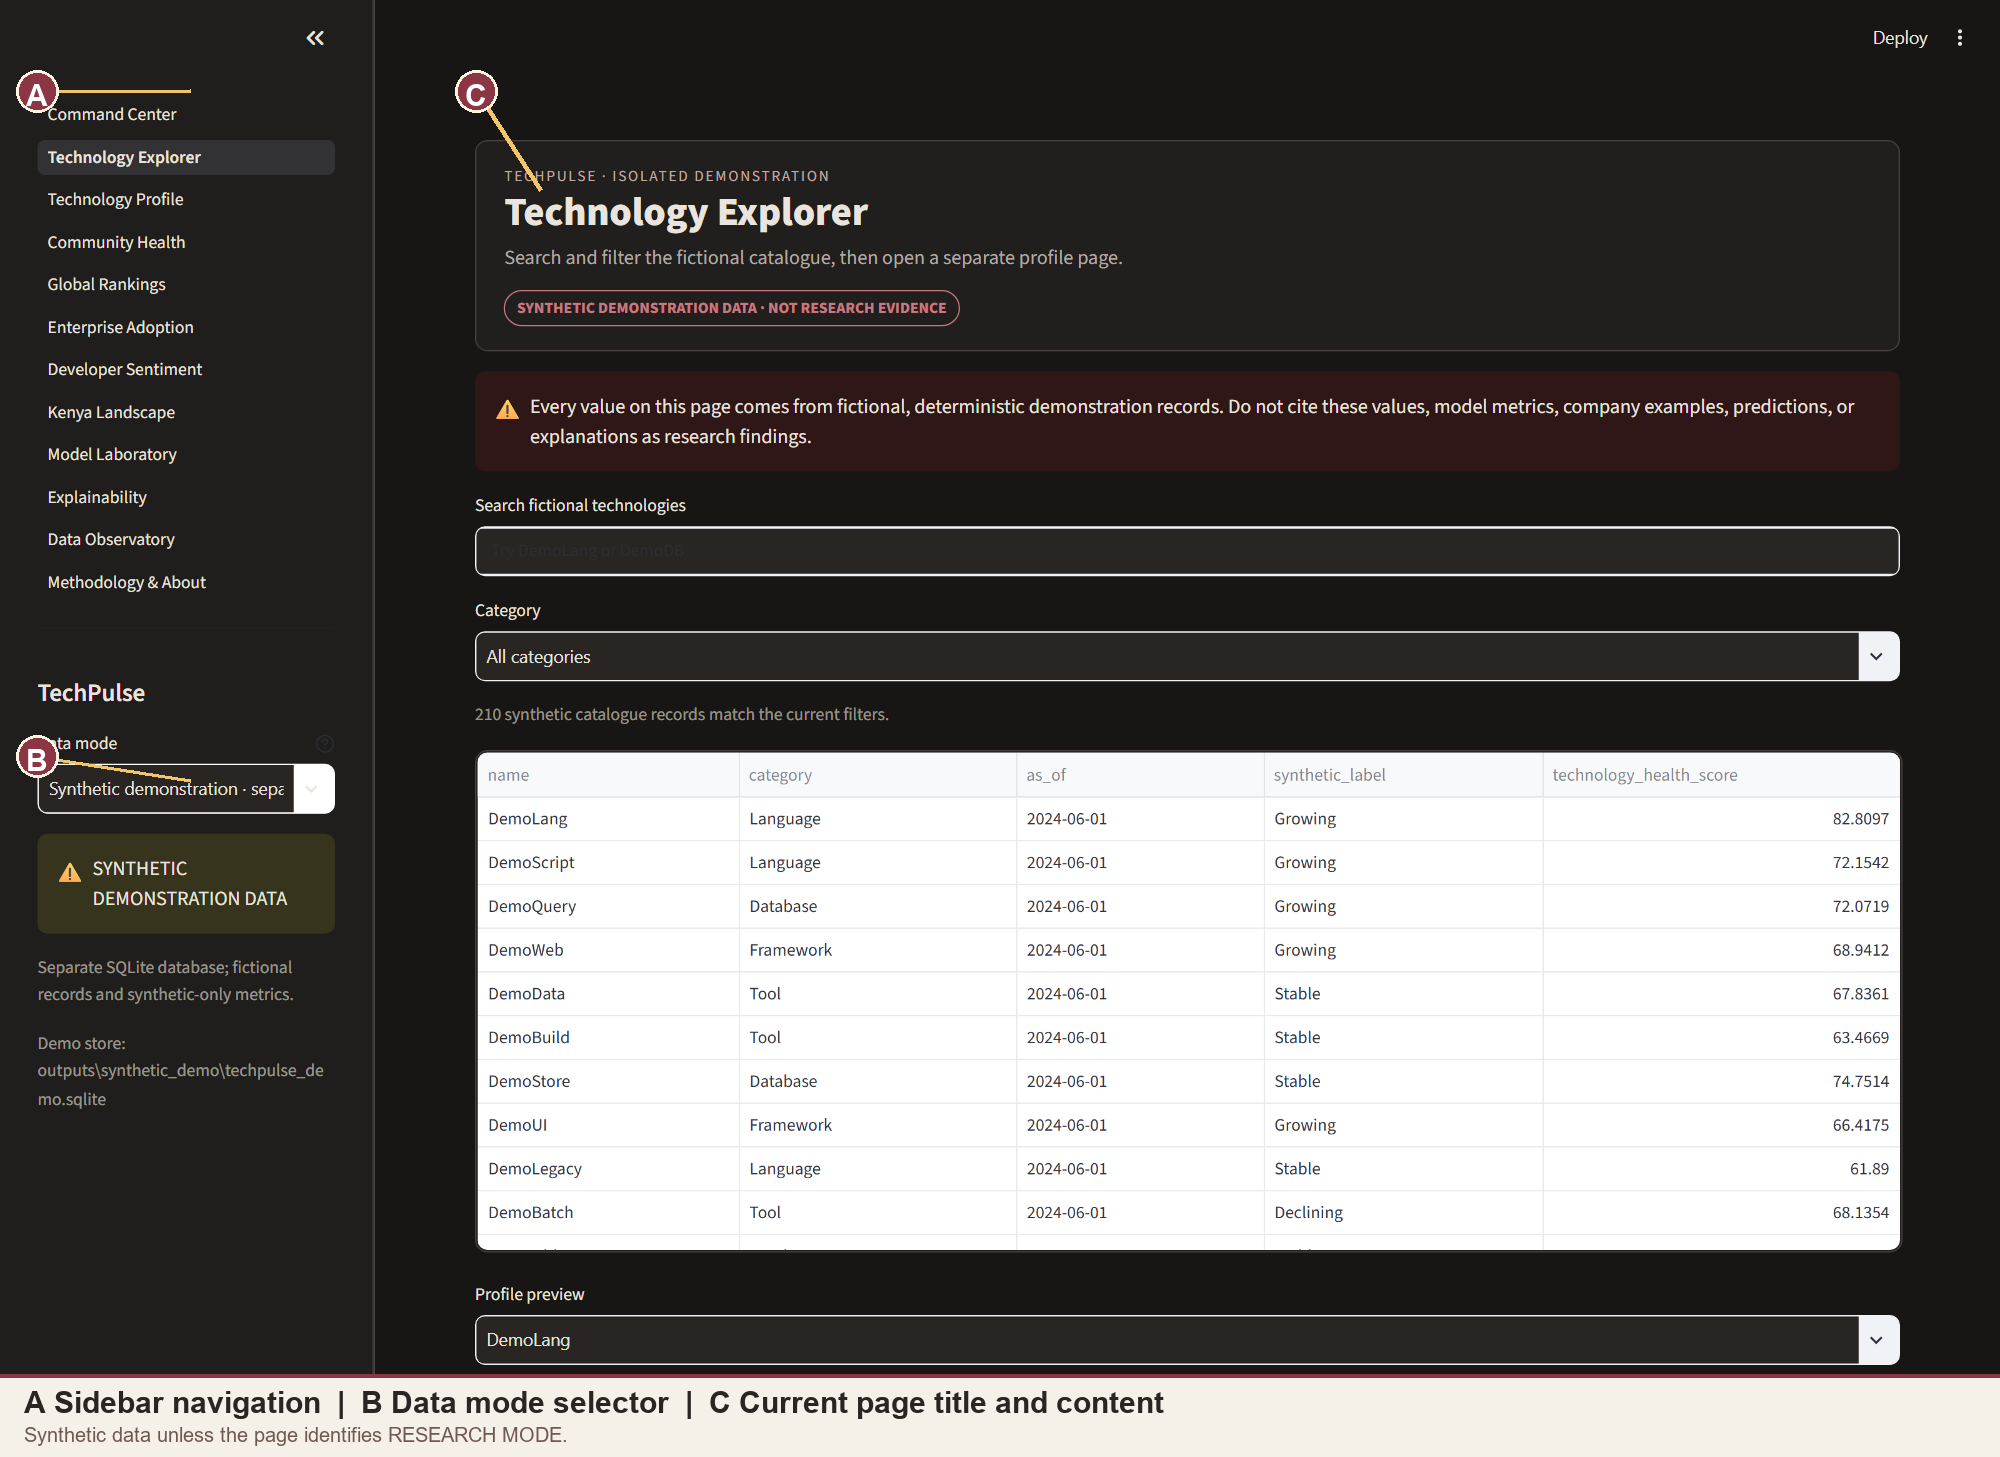 Deploy
A
Command Center
Technology Explorer
Technology Profile
Community Health
Global Rankings
Enterprise Adoption
Developer Sentiment
Kenya Landscape
Model Laboratory
Explainability
Data Observatory
Methodology & About
TechPulse
B
ta mode
Synthetic demonstration · sepa
SYNTHETIC
DEMONSTRATION DATA
Separate SQLite database; fictional
records and synthetic-only metrics.
Demo store:
outputs\synthetic_demo\techpulse_de
mo.sqlite
C
TECHPULSE · ISOLATED DEMONSTRATION
Technology Explorer
Search and filter the fictional catalogue, then open a separate profile page.
SYNTHETIC DEMONSTRATION DATA · NOT RESEARCH EVIDENCE
Every value on this page comes from fictional, deterministic demonstration records. Do not cite these values, model metrics, company examples, predictions, or
explanations as research findings.
Search fictional technologies
Try DemoLang or DemoDB
Category
All categories
210 synthetic catalogue records match the current filters.
name category as_of synthetic_label technology_health_score
DemoLang Language 2024-06-01 Growing 82.8097
DemoScript Language 2024-06-01 Growing 72.1542
DemoQuery Database 2024-06-01 Growing 72.0719
DemoWeb Framework 2024-06-01 Growing 68.9412
DemoData Tool 2024-06-01 Stable 67.8361
DemoBuild Tool 2024-06-01 Stable 63.4669
DemoStore Database 2024-06-01 Stable 74.7514
DemoUI Framework 2024-06-01 Growing 66.4175
DemoLegacy Language 2024-06-01 Stable 61.89
DemoBatch Tool 2024-06-01 Declining 68.1354
Profile preview
DemoLang
A Sidebar navigation | B Data mode selector | C Current page title and content
Synthetic data unless the page identifies RESEARCH MODE.